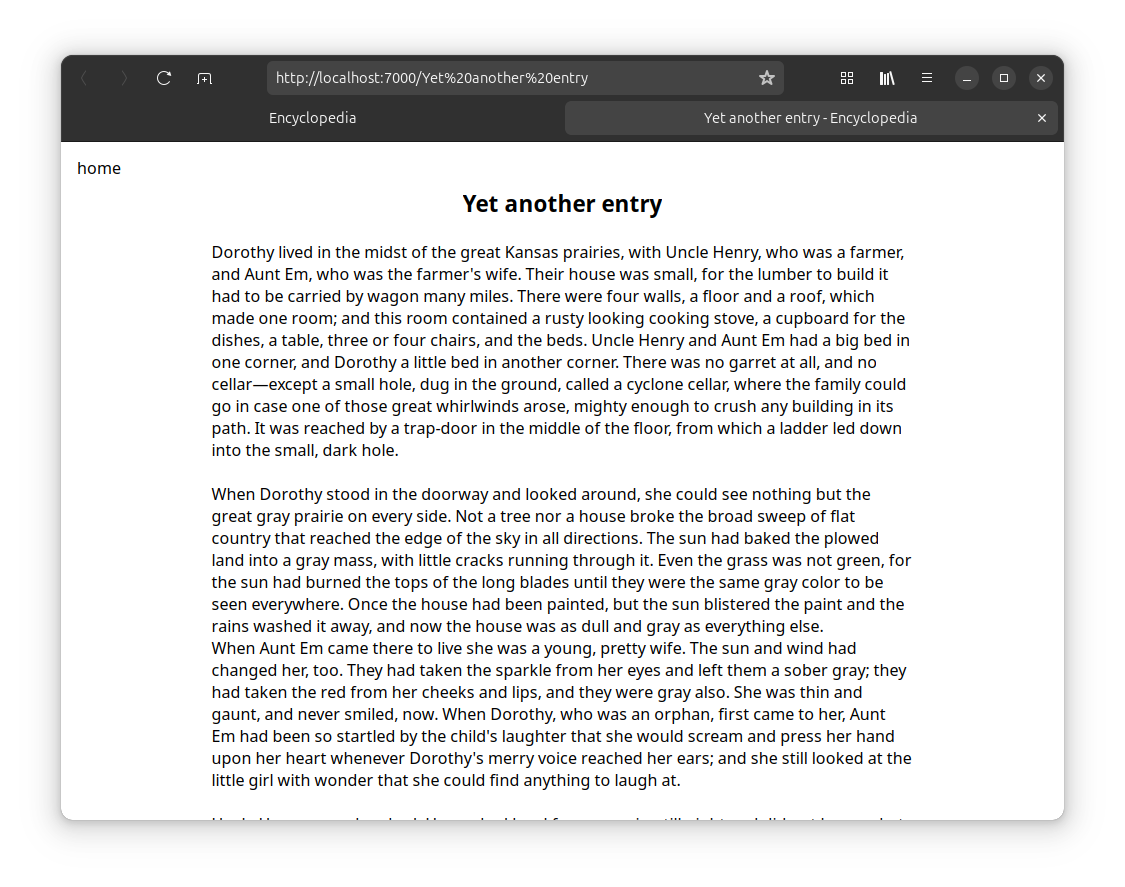 http://localhost:7000/Yet%20another%20entry
Encyclopedia
Yet another entry - Encyclopedia
home
Yet another entry
Dorothy lived in the midst of the great Kansas prairies, with Uncle Henry, who was a farmer,
and Aunt Em, who was the farmer's wife. Their house was small, for the lumber to build it
had to be carried by wagon many miles. There were four walls, a floor and a roof, which
made one room; and this room contained a rusty looking cooking stove, a cupboard for the
dishes, a table, three or four chairs, and the beds. Uncle Henry and Aunt Em had a big bed in
one corner, and Dorothy a little bed in another corner. There was no garret at all, and no
cellar—except a small hole, dug in the ground, called a cyclone cellar, where the family could
go in case one of those great whirlwinds arose, mighty enough to crush any building in its
path. It was reached by a trap-door in the middle of the floor, from which a ladder led down
into the small, dark hole.
When Dorothy stood in the doorway and looked around, she could see nothing but the
great gray prairie on every side. Not a tree nor a house broke the broad sweep of flat
country that reached the edge of the sky in all directions. The sun had baked the plowed
land into a gray mass, with little cracks running through it. Even the grass was not green, for
the sun had burned the tops of the long blades until they were the same gray color to be
seen everywhere. Once the house had been painted, but the sun blistered the paint and the
rains washed it away, and now the house was as dull and gray as everything else.
When Aunt Em came there to live she was a young, pretty wife. The sun and wind had
changed her, too. They had taken the sparkle from her eyes and left them a sober gray; they
had taken the red from her cheeks and lips, and they were gray also. She was thin and
gaunt, and never smiled, now. When Dorothy, who was an orphan, first came to her, Aunt
Em had been so startled by the child's laughter that she would scream and press her hand
upon her heart whenever Dorothy's merry voice reached her ears; and she still looked at the
little girl with wonder that she could find anything to laugh at.